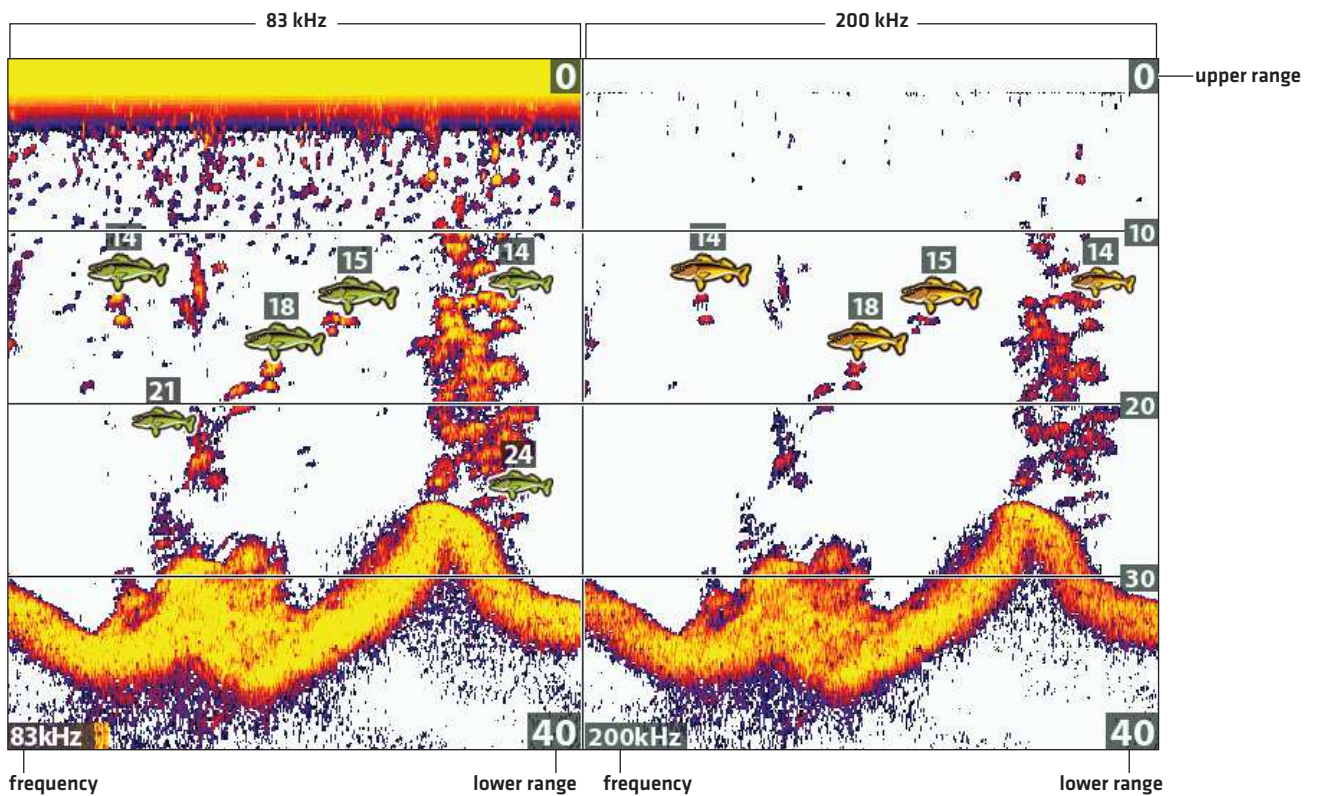 83 kHz
200 kHz
0
0
upper range
10
14
15
14
14
15
14
18
18
21
20
24
30
83kHz
40
200kHz
40
frequency
lower range
frequency
lower range